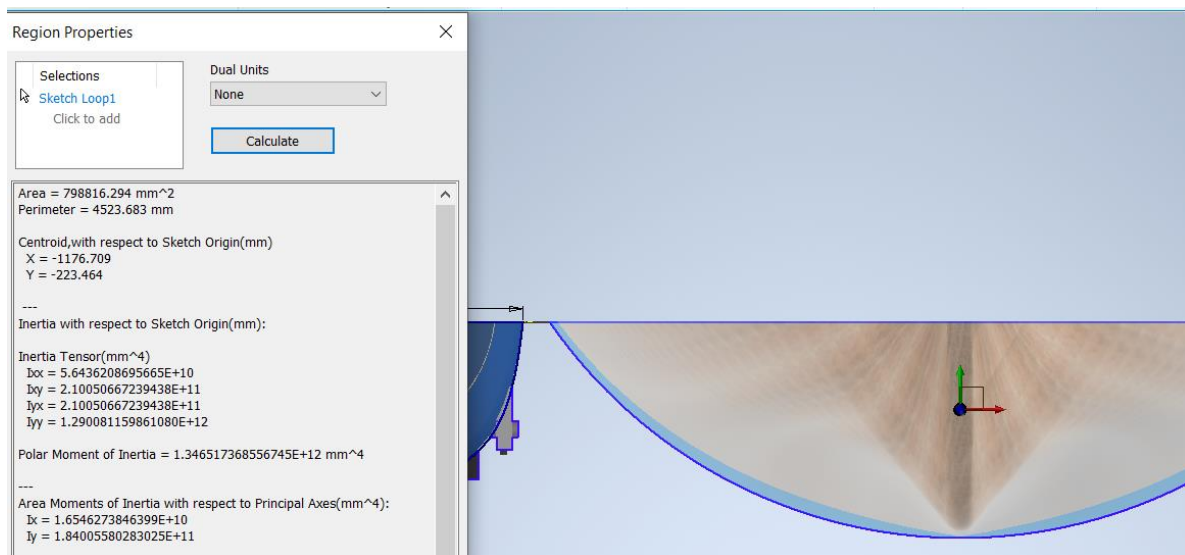 Region Properties
Selections
Sketch Loop1
Click to add
Dual Units
None
Calculate
Area = 798816.294 mm^2
Perimeter = 4523.683 mm
Centroid,with respect to Sketch Origin(mm)
X = -1176.709
Y = -223.464
---
Inertia with respect to Sketch Origin(mm):
Inertia Tensor(mm^4)
Ixx = 5.6436208695665E+10
Ixy = 2.10050667239438E+11
Iyx = 2.10050667239438E+11
Iyy = 1.290081159861080E+12
Polar Moment of Inertia = 1.346517368556745E+12 mm^4
---
Area Moments of Inertia with respect to Principal Axes(mm^4):
Ix = 1.6546273846399E+10
Iy = 1.84005580283025E+11